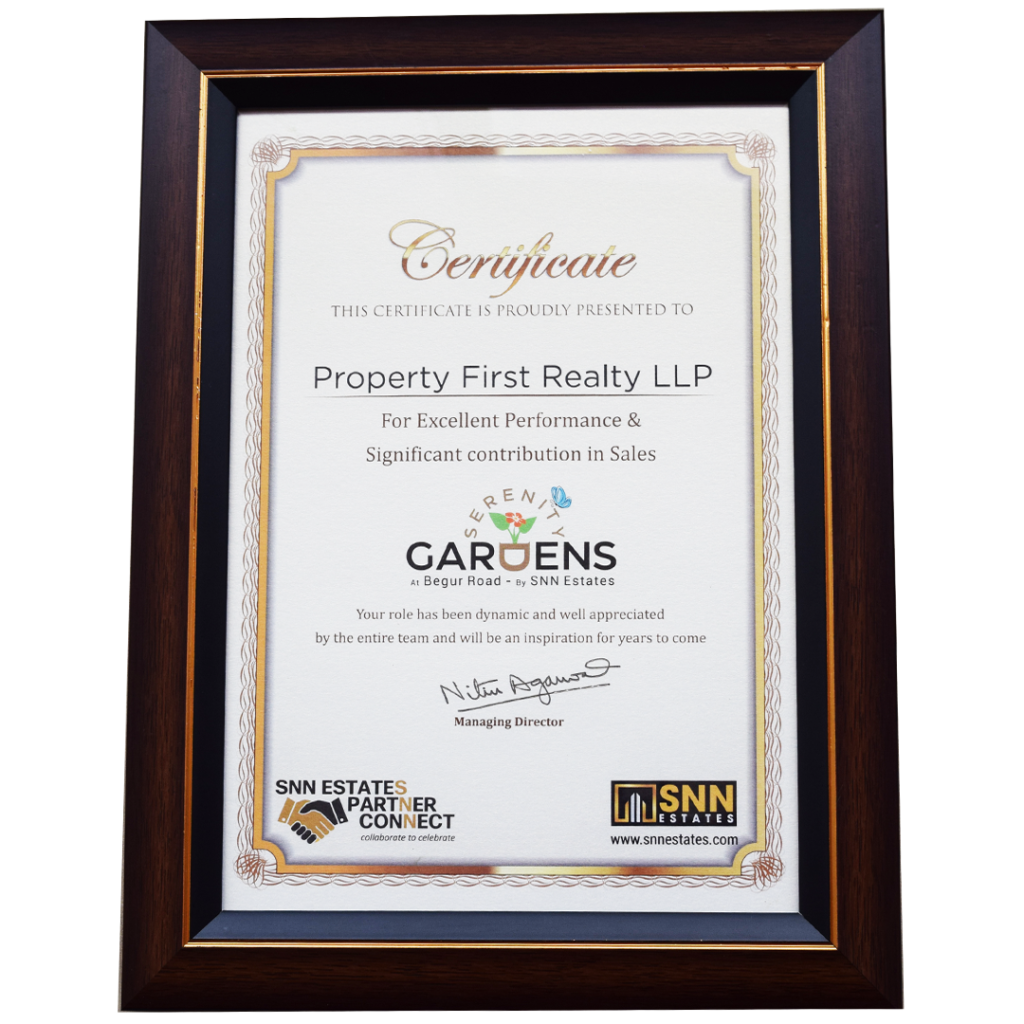 Certificate
THIS CERTIFICATE IS PROUDLY PRESENTED TO
Property First Realty LLP
For Excellent Performance &
Significant contribution in Sales
SERENITY
GARDENS
At Begur Road - By SNN Estates
Your role has been dynamic and well appreciated
by the entire team and will be an inspiration for years to come
Nitin Agarwal
Managing Director
SNN ESTATES
PARTNER
CONNECT
collaborate to celebrate
SNN
ESTATES
www.snnestates.com